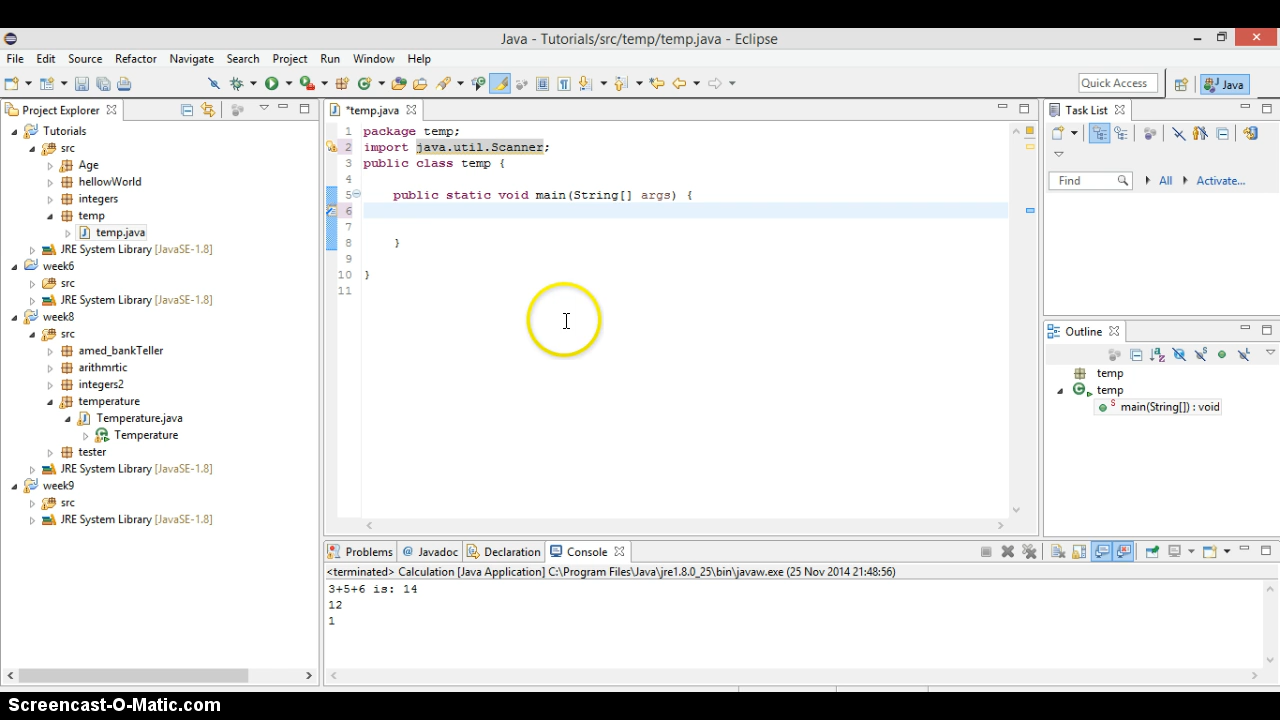 Java - Tutorials/src/temp/temp.java - Eclipse
File Edit Source Refactor Navigate Search Project Run Window Help
Quick Access Java
Project Explorer
Tutorials
src
Age
hellowWorld
integers
temp
temp.java
JRE System Library [JavaSE-1.8]
week6
src
JRE System Library [JavaSE-1.8]
week8
src
amed_bankTeller
arithmrtic
integers2
temperature
Temperature.java
Temperature
tester
JRE System Library [JavaSE-1.8]
week9
src
JRE System Library [JavaSE-1.8]
*temp.java
1 package temp;
2 import java.util.Scanner;
3 public class temp {
4
5 public static void main(String[] args) {
6
7
8 }
9
10 }
11
Task List
Find All Activate...
Outline
temp
temp
main(String[]) : void
Problems Javadoc Declaration Console
<terminated> Calculation [Java Application] C:\Program Files\Java\jre1.8.0_25\bin\javaw.exe (25 Nov 2014 21:48:56)
3+5+6 is: 14
12
1
Screencast-O-Matic.com